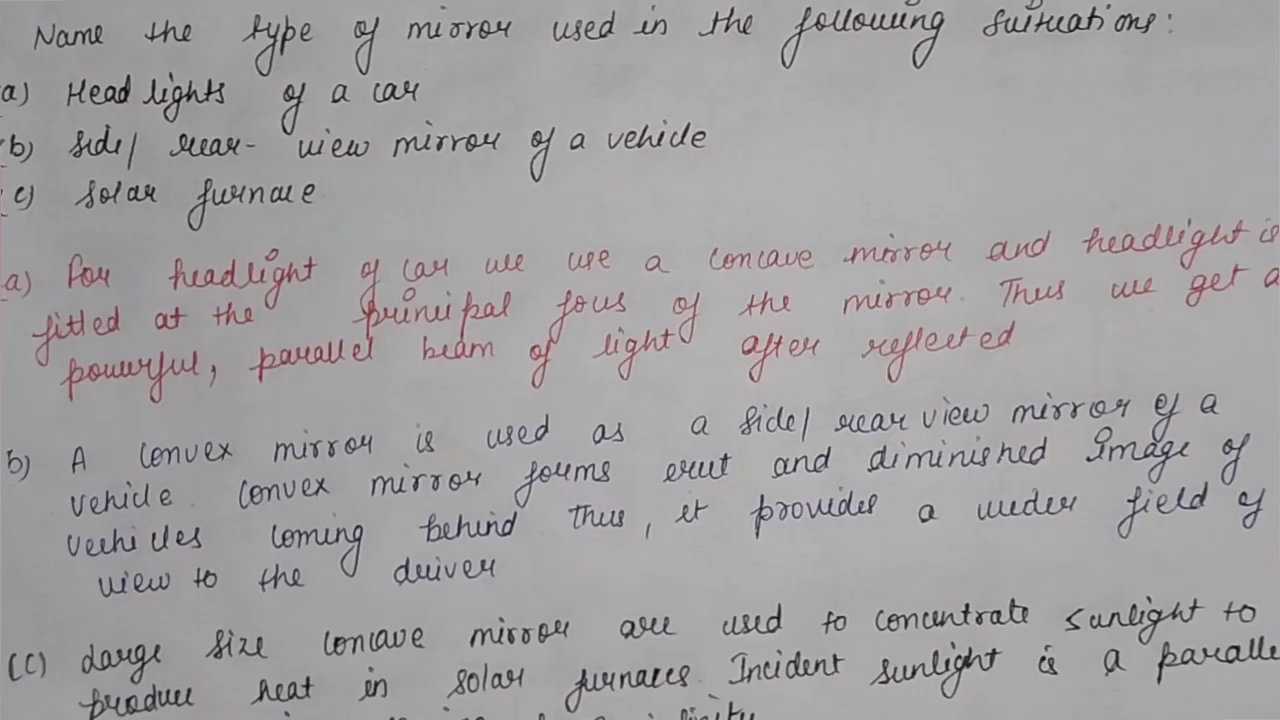 Name the type of mirror used in the following situations:
a) Head lights of a car
b) side/ rear- view mirror of a vehicle
c) solar furnace
a) For headlight of car we use a concave mirror and headlight is
fitted at the principal focus of the mirror. Thus we get a
powerful, parallel beam of light after reflected
b) A convex mirror is used as a side/ rear view mirror of a
vehicle. convex mirror forms erect and diminished image of
vechicles coming behind Thus, it provides a wider field of
view to the driver
(C) Large size concave mirror are used to concentrate sunlight to
produce heat in solar furnaces. Incident sunlight is a paralle